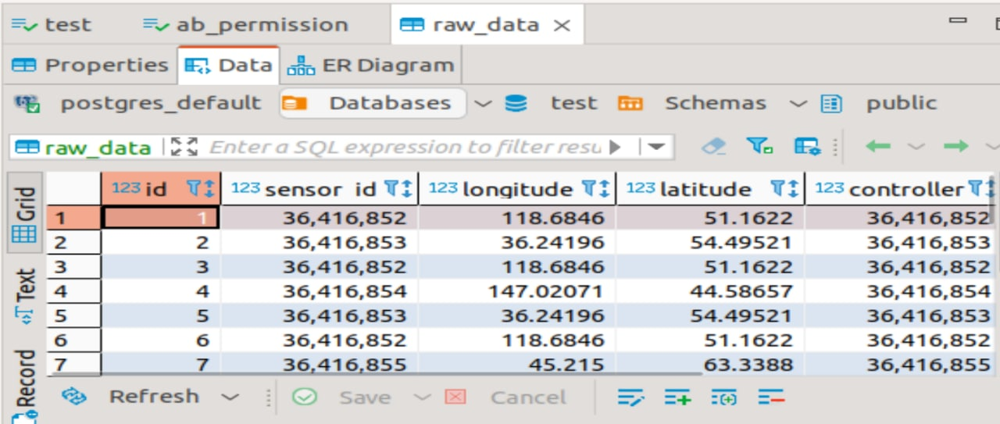 test ab_permission raw_data
Properties Data ER Diagram
postgres_default Databases test Schemas public
raw_data Enter a SQL expression to filter resu
Grid
Text
Record
123 id 123 sensor_id 123 longitude 123 latitude 123 controller
1 1 36,416,852 118.6846 51.1622 36,416,852
2 2 36,416,853 36.24196 54.49521 36,416,853
3 3 36,416,852 118.6846 51.1622 36,416,852
4 4 36,416,854 147.02071 44.58657 36,416,854
5 5 36,416,853 36.24196 54.49521 36,416,853
6 6 36,416,852 118.6846 51.1622 36,416,852
7 7 36,416,855 45.215 63.3388 36,416,855
Refresh Save Cancel